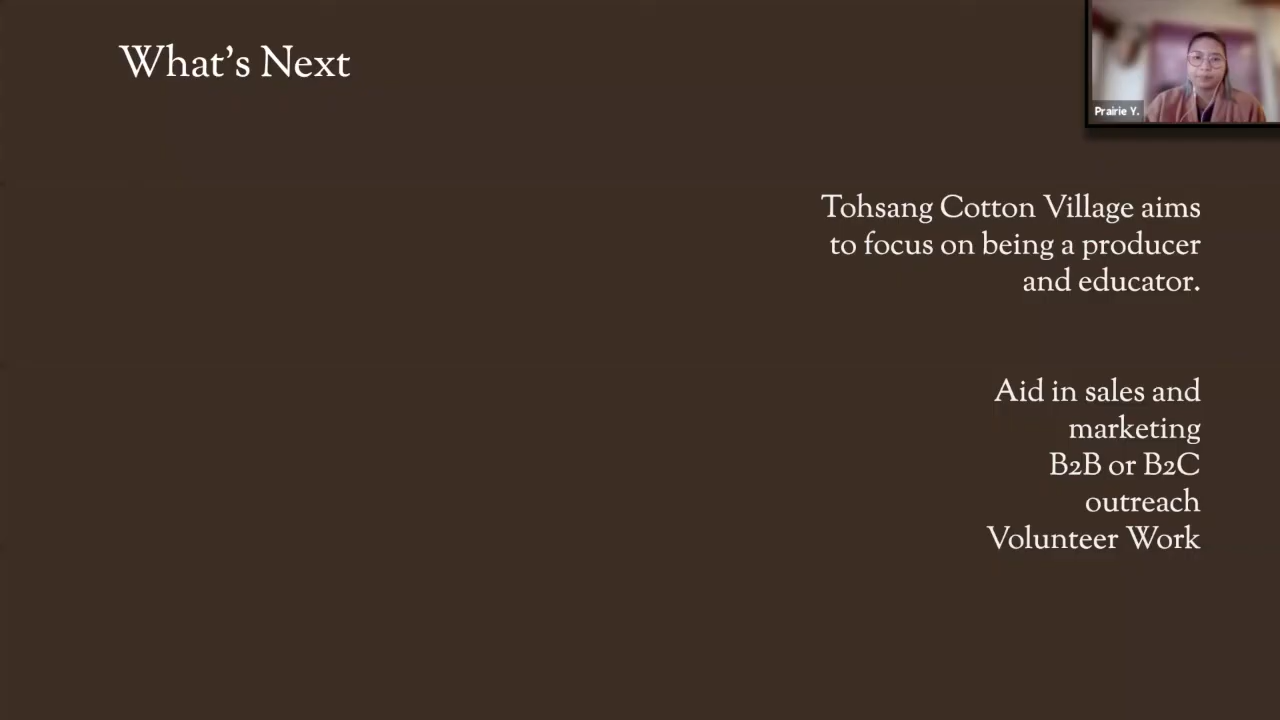 What's Next
Prairie Y.
Tohsang Cotton Village aims
to focus on being a producer
and educator.
Aid in sales and
marketing
B2B or B2C
outreach
Volunteer Work